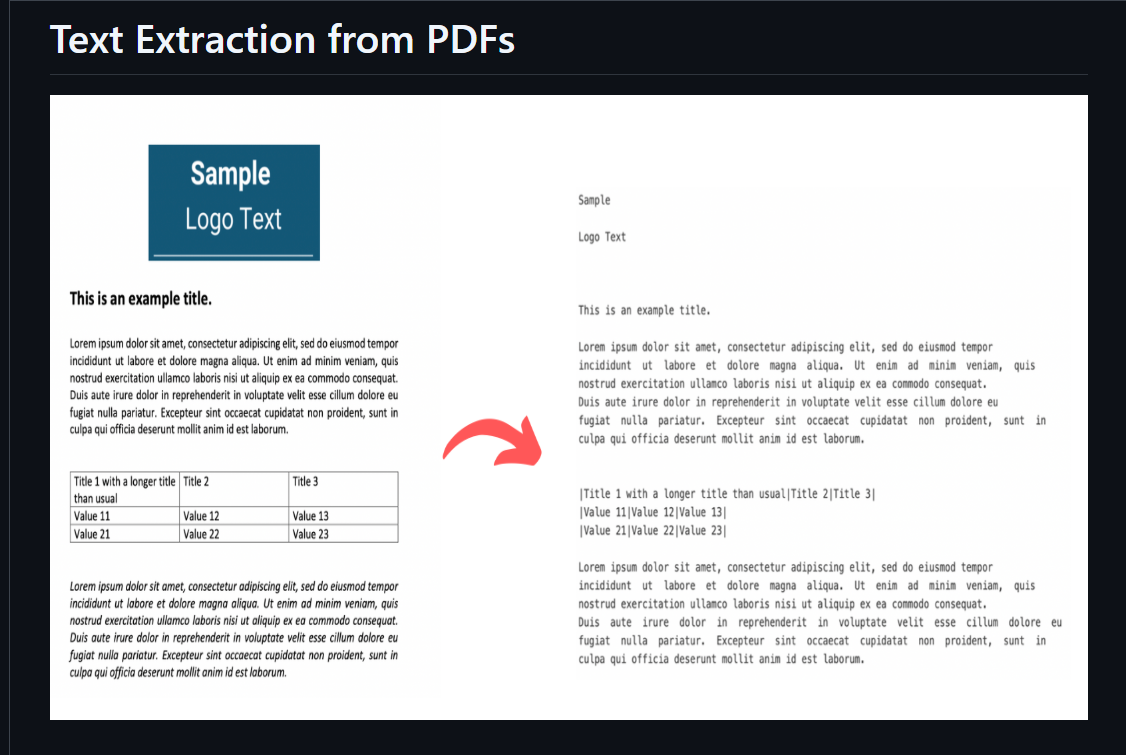 Text Extraction from PDFs
Sample
Logo Text
This is an example title.
Lorem ipsum dolor sit amet, consectetur adipiscing elit, sed do eiusmod tempor
incididunt ut labore et dolore magna aliqua. Ut enim ad minim veniam, quis
nostrud exercitation ullamco laboris nisi ut aliquip ex ea commodo consequat.
Duis aute irure dolor in reprehenderit in voluptate velit esse cillum dolore eu
fugiat nulla pariatur. Excepteur sint occaecat cupidatat non proident, sunt in
culpa qui officia deserunt mollit anim id est laborum.
Title 1 with a longer title than usual Title 2 Title 3
Value 11 Value 12 Value 13
Value 21 Value 22 Value 23
Lorem ipsum dolor sit amet, consectetur adipiscing elit, sed do eiusmod tempor
incididunt ut labore et dolore magna aliqua. Ut enim ad minim veniam, quis
nostrud exercitation ullamco laboris nisi ut aliquip ex ea commodo consequat.
Duis aute irure dolor in reprehenderit in voluptate velit esse cillum dolore eu
fugiat nulla pariatur. Excepteur sint occaecat cupidatat non proident, sunt in
culpa qui officia deserunt mollit anim id est laborum.
Sample
Logo Text
This is an example title.
Lorem ipsum dolor sit amet, consectetur adipiscing elit, sed do eiusmod tempor
incididunt ut labore et dolore magna aliqua. Ut enim ad minim veniam, quis
nostrud exercitation ullamco laboris nisi ut aliquip ex ea commodo consequat.
Duis aute irure dolor in reprehenderit in voluptate velit esse cillum dolore eu
fugiat nulla pariatur. Excepteur sint occaecat cupidatat non proident, sunt in
culpa qui officia deserunt mollit anim id est laborum.
|Title 1 with a longer title than usual|Title 2|Title 3|
|Value 11|Value 12|Value 13|
|Value 21|Value 22|Value 23|
Lorem ipsum dolor sit amet, consectetur adipiscing elit, sed do eiusmod tempor
incididunt ut labore et dolore magna aliqua. Ut enim ad minim veniam, quis
nostrud exercitation ullamco laboris nisi ut aliquip ex ea commodo consequat.
Duis aute irure dolor in reprehenderit in voluptate velit esse cillum dolore eu
fugiat nulla pariatur. Excepteur sint occaecat cupidatat non proident, sunt in
culpa qui officia deserunt mollit anim id est laborum.